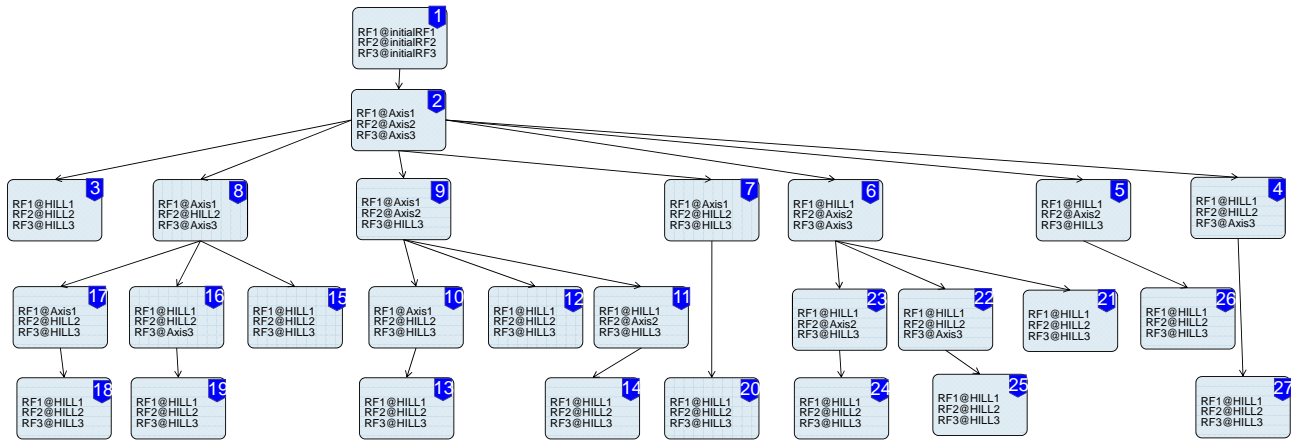 1
RF1@initialRF1
RF2@initialRF2
RF3@initialRF3
2
RF1@Axis1
RF2@Axis2
RF3@Axis3
3
RF1@HILL1
RF2@HILL2
RF3@HILL3
8
RF1@Axis1
RF2@HILL2
RF3@Axis3
9
RF1@Axis1
RF2@Axis2
RF3@HILL3
7
RF1@Axis1
RF2@HILL2
RF3@HILL3
6
RF1@HILL1
RF2@Axis2
RF3@Axis3
5
RF1@HILL1
RF2@Axis2
RF3@HILL3
4
RF1@HILL1
RF2@HILL2
RF3@Axis3
17
RF1@Axis1
RF2@HILL2
RF3@HILL3
16
RF1@HILL1
RF2@HILL2
RF3@Axis3
15
RF1@HILL1
RF2@HILL2
RF3@HILL3
10
RF1@Axis1
RF2@HILL2
RF3@HILL3
12
RF1@HILL1
RF2@HILL2
RF3@HILL3
11
RF1@HILL1
RF2@Axis2
RF3@HILL3
23
RF1@HILL1
RF2@Axis2
RF3@HILL3
22
RF1@HILL1
RF2@HILL2
RF3@Axis3
21
RF1@HILL1
RF2@HILL2
RF3@HILL3
26
RF1@HILL1
RF2@HILL2
RF3@HILL3
18
RF1@HILL1
RF2@HILL2
RF3@HILL3
19
RF1@HILL1
RF2@HILL2
RF3@HILL3
13
RF1@HILL1
RF2@HILL2
RF3@HILL3
14
RF1@HILL1
RF2@HILL2
RF3@HILL3
20
RF1@HILL1
RF2@HILL2
RF3@HILL3
24
RF1@HILL1
RF2@HILL2
RF3@HILL3
25
RF1@HILL1
RF2@HILL2
RF3@HILL3
27
RF1@HILL1
RF2@HILL2
RF3@HILL3